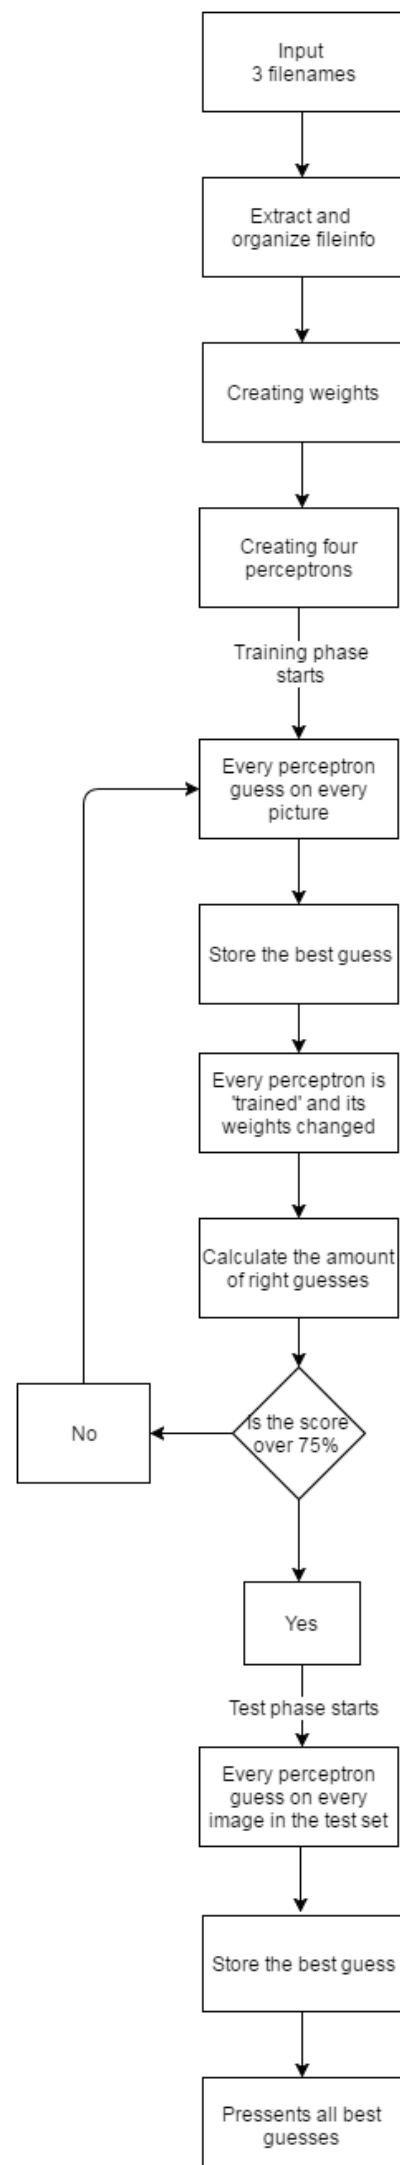 Input
3 filenames
Extract and
organize fileinfo
Creating weights
Creating four
perceptrons
Training phase
starts
Every perceptron
guess on every
picture
Store the best guess
Every perceptron is
'trained' and its
weights changed
Calculate the amount
of right guesses
Is the score
over 75%
No
Yes
Test phase starts
Every perceptron
guess on every
image in the test set
Store the best guess
Pressents all best
guesses